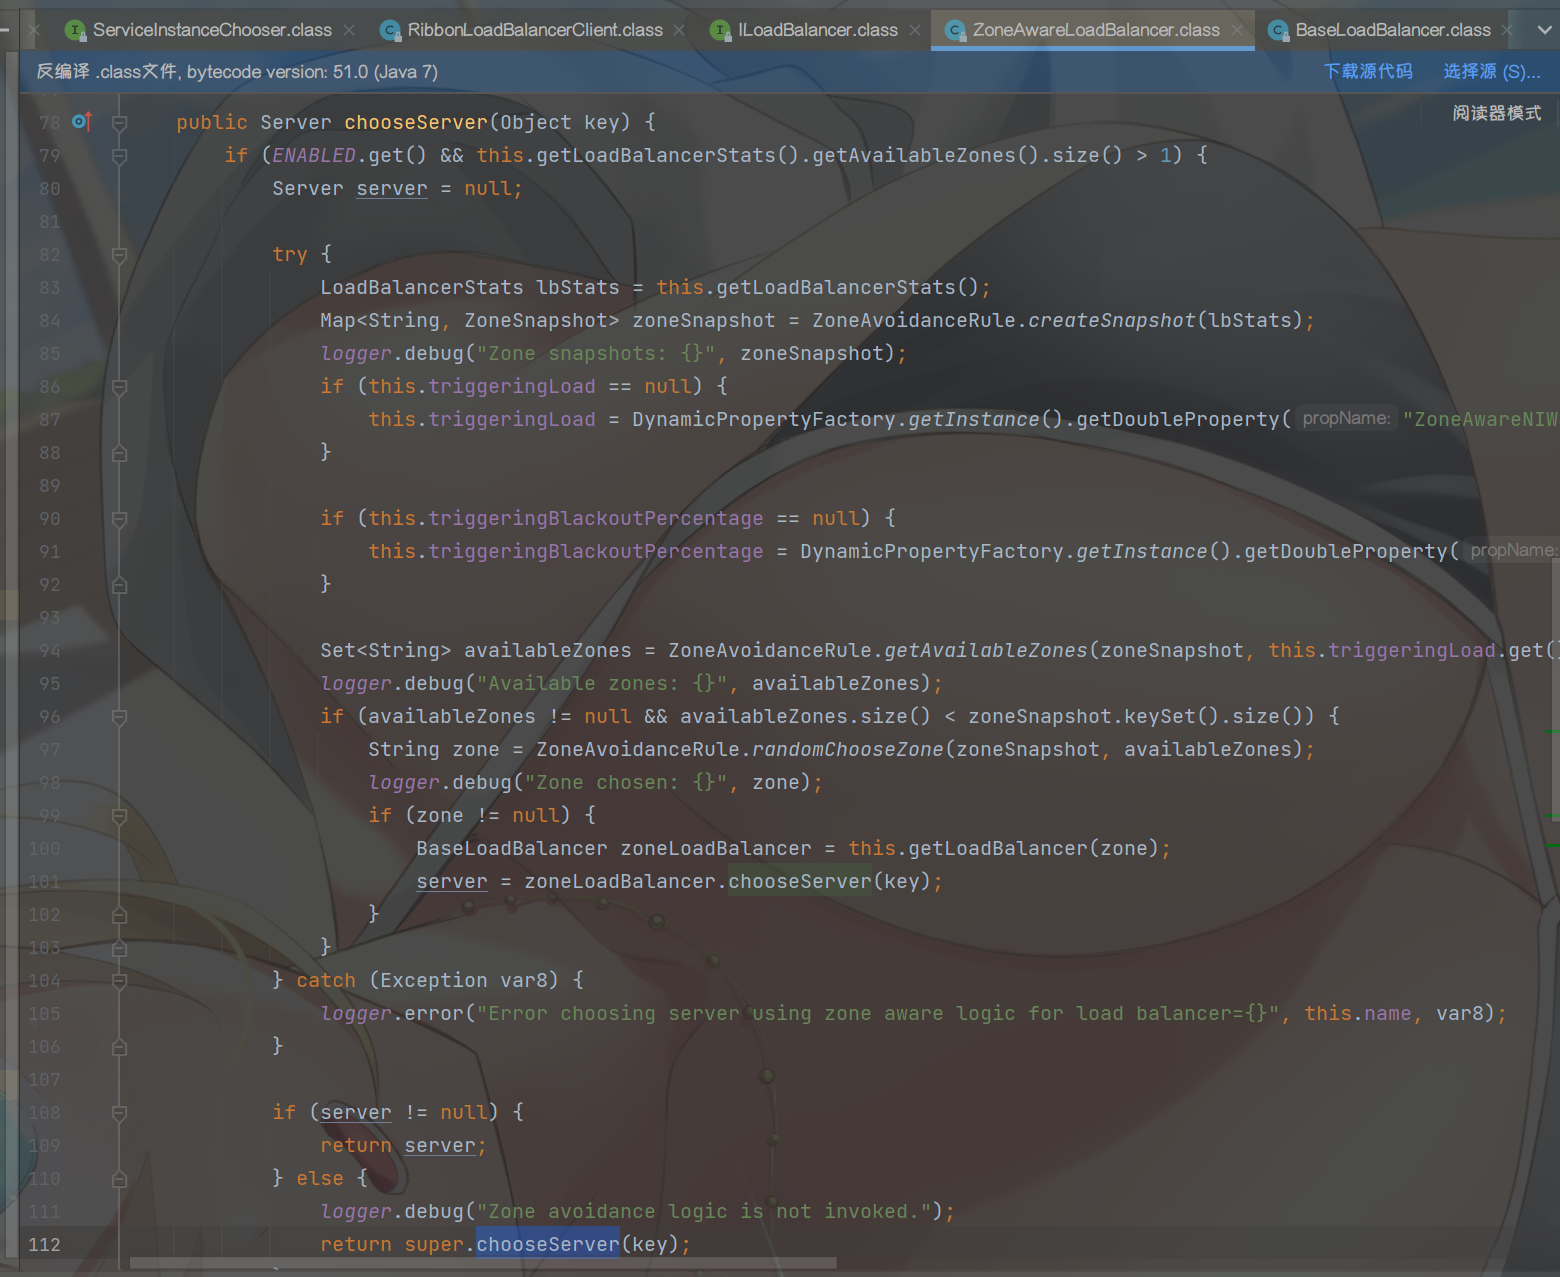 ServiceInstanceChooser.class RibbonLoadBalancerClient.class ILoadBalancer.class ZoneAwareLoadBalancer.class BaseLoadBalancer.class
反编译 .class文件, bytecode version: 51.0 (Java 7) 下载源代码 选择源 (S)...
阅读器模式
78 public Server chooseServer(Object key) {
79 if (ENABLED.get() && this.getLoadBalancerStats().getAvailableZones().size() > 1) {
80 Server server = null;
81
82 try {
83 LoadBalancerStats lbStats = this.getLoadBalancerStats();
84 Map<String, ZoneSnapshot> zoneSnapshot = ZoneAvoidanceRule.createSnapshot(lbStats);
85 logger.debug("Zone snapshots: {}", zoneSnapshot);
86 if (this.triggeringLoad == null) {
87 this.triggeringLoad = DynamicPropertyFactory.getInstance().getDoubleProperty( propName: "ZoneAwareNIW
88 }
89
90 if (this.triggeringBlackoutPercentage == null) {
91 this.triggeringBlackoutPercentage = DynamicPropertyFactory.getInstance().getDoubleProperty( propName:
92 }
93
94 Set<String> availableZones = ZoneAvoidanceRule.getAvailableZones(zoneSnapshot, this.triggeringLoad.get()
95 logger.debug("Available zones: {}", availableZones);
96 if (availableZones != null && availableZones.size() < zoneSnapshot.keySet().size()) {
97 String zone = ZoneAvoidanceRule.randomChooseZone(zoneSnapshot, availableZones);
98 logger.debug("Zone chosen: {}", zone);
99 if (zone != null) {
100 BaseLoadBalancer zoneLoadBalancer = this.getLoadBalancer(zone);
101 server = zoneLoadBalancer.chooseServer(key);
102 }
103 }
104 } catch (Exception var8) {
105 logger.error("Error choosing server using zone aware logic for load balancer={}", this.name, var8);
106 }
107
108 if (server != null) {
109 return server;
110 } else {
111 logger.debug("Zone avoidance logic is not invoked.");
112 return super.chooseServer(key);